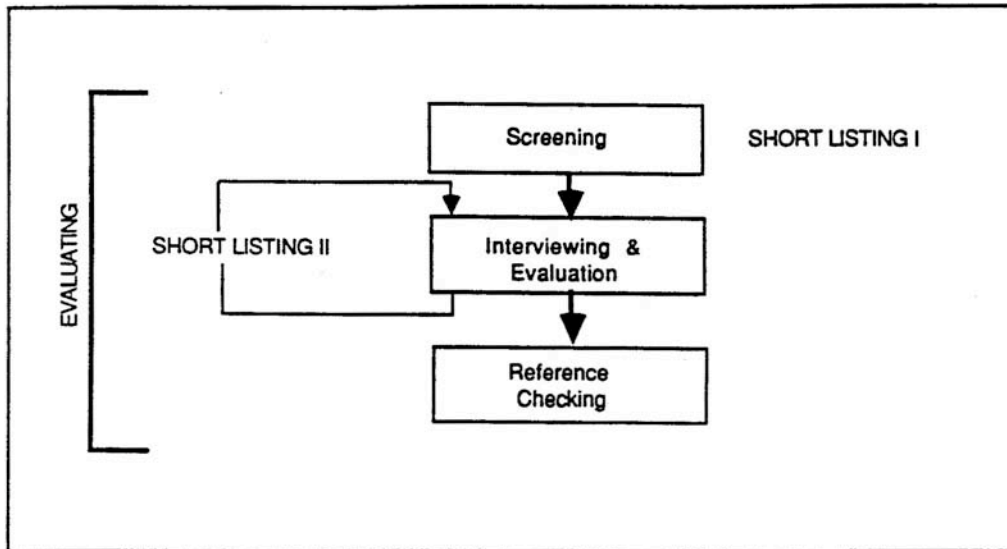 Screening
SHORT LISTING I
EVALUATING
SHORT LISTING II
Interviewing &
Evaluation
Reference
Checking